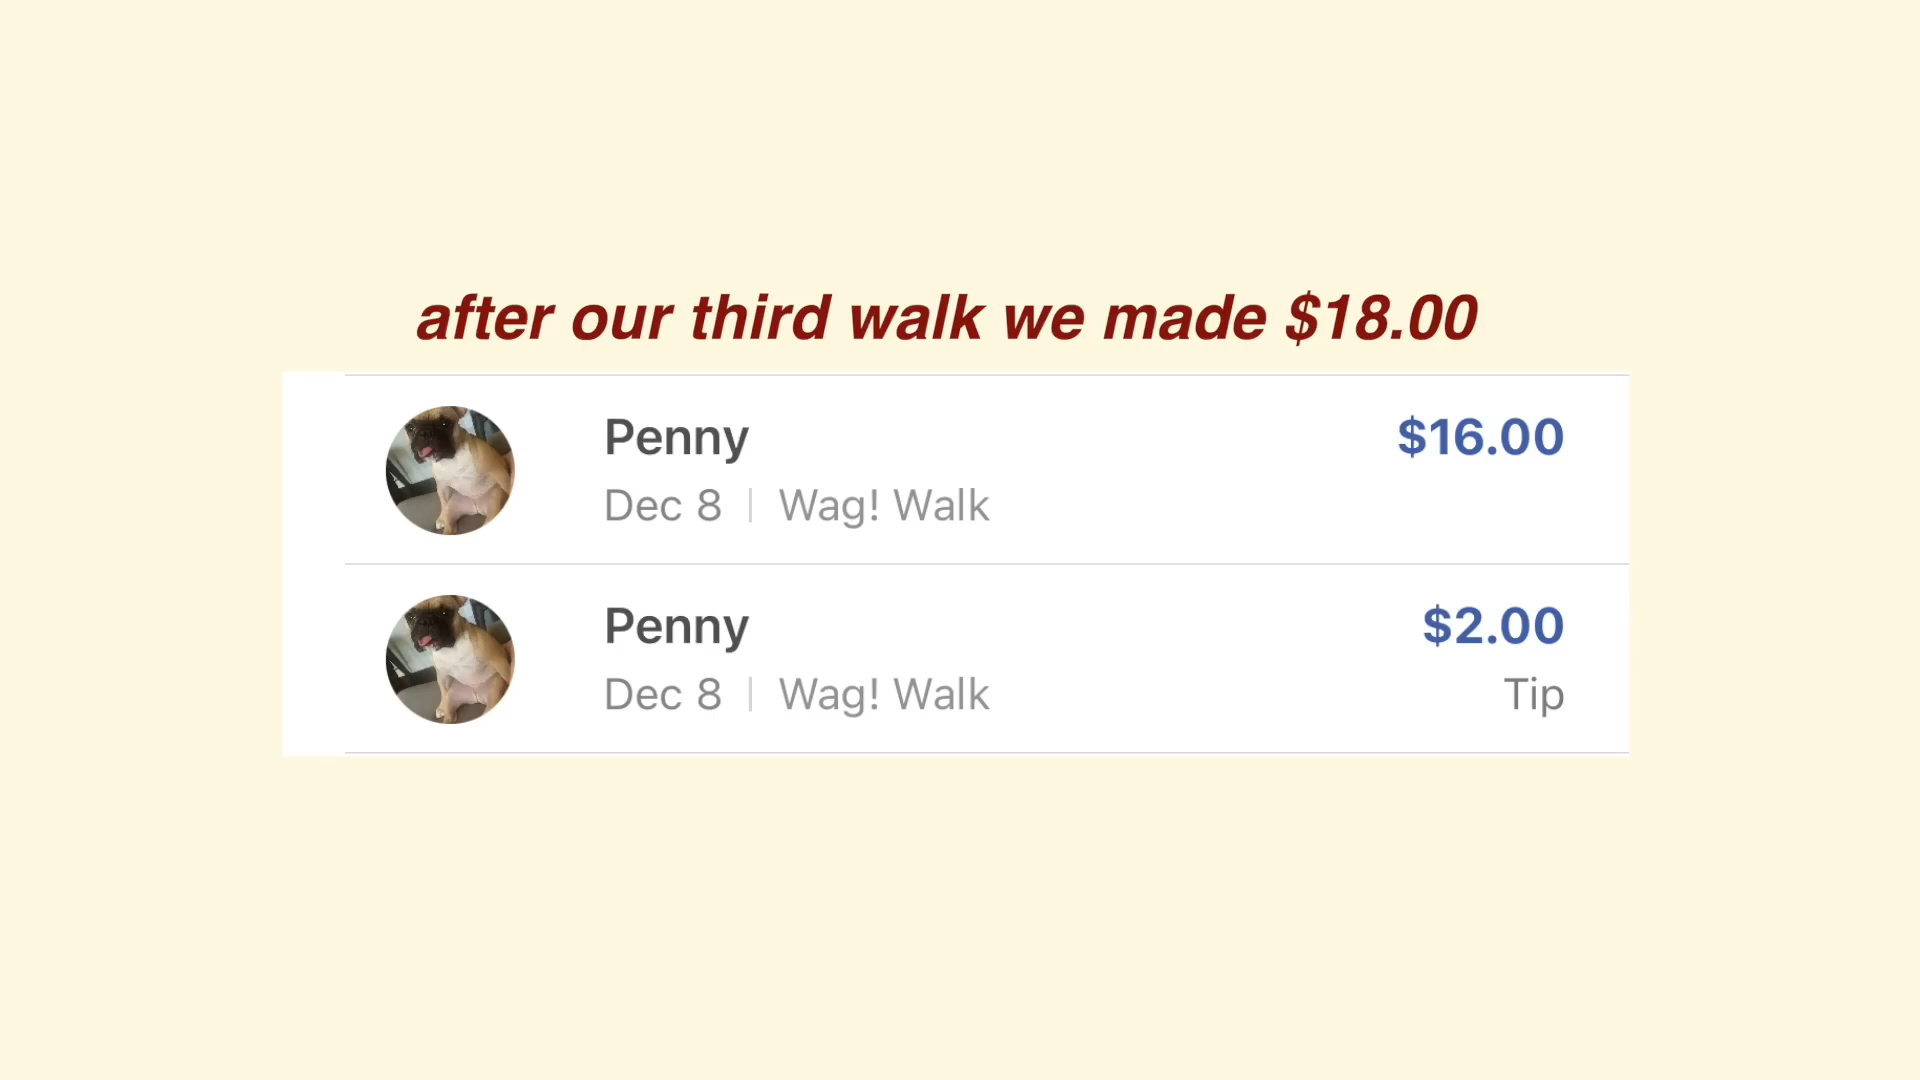 after our third walk we made $18.00
Penny $16.00
Dec 8 | Wag! Walk
Penny $2.00
Dec 8 | Wag! Walk Tip